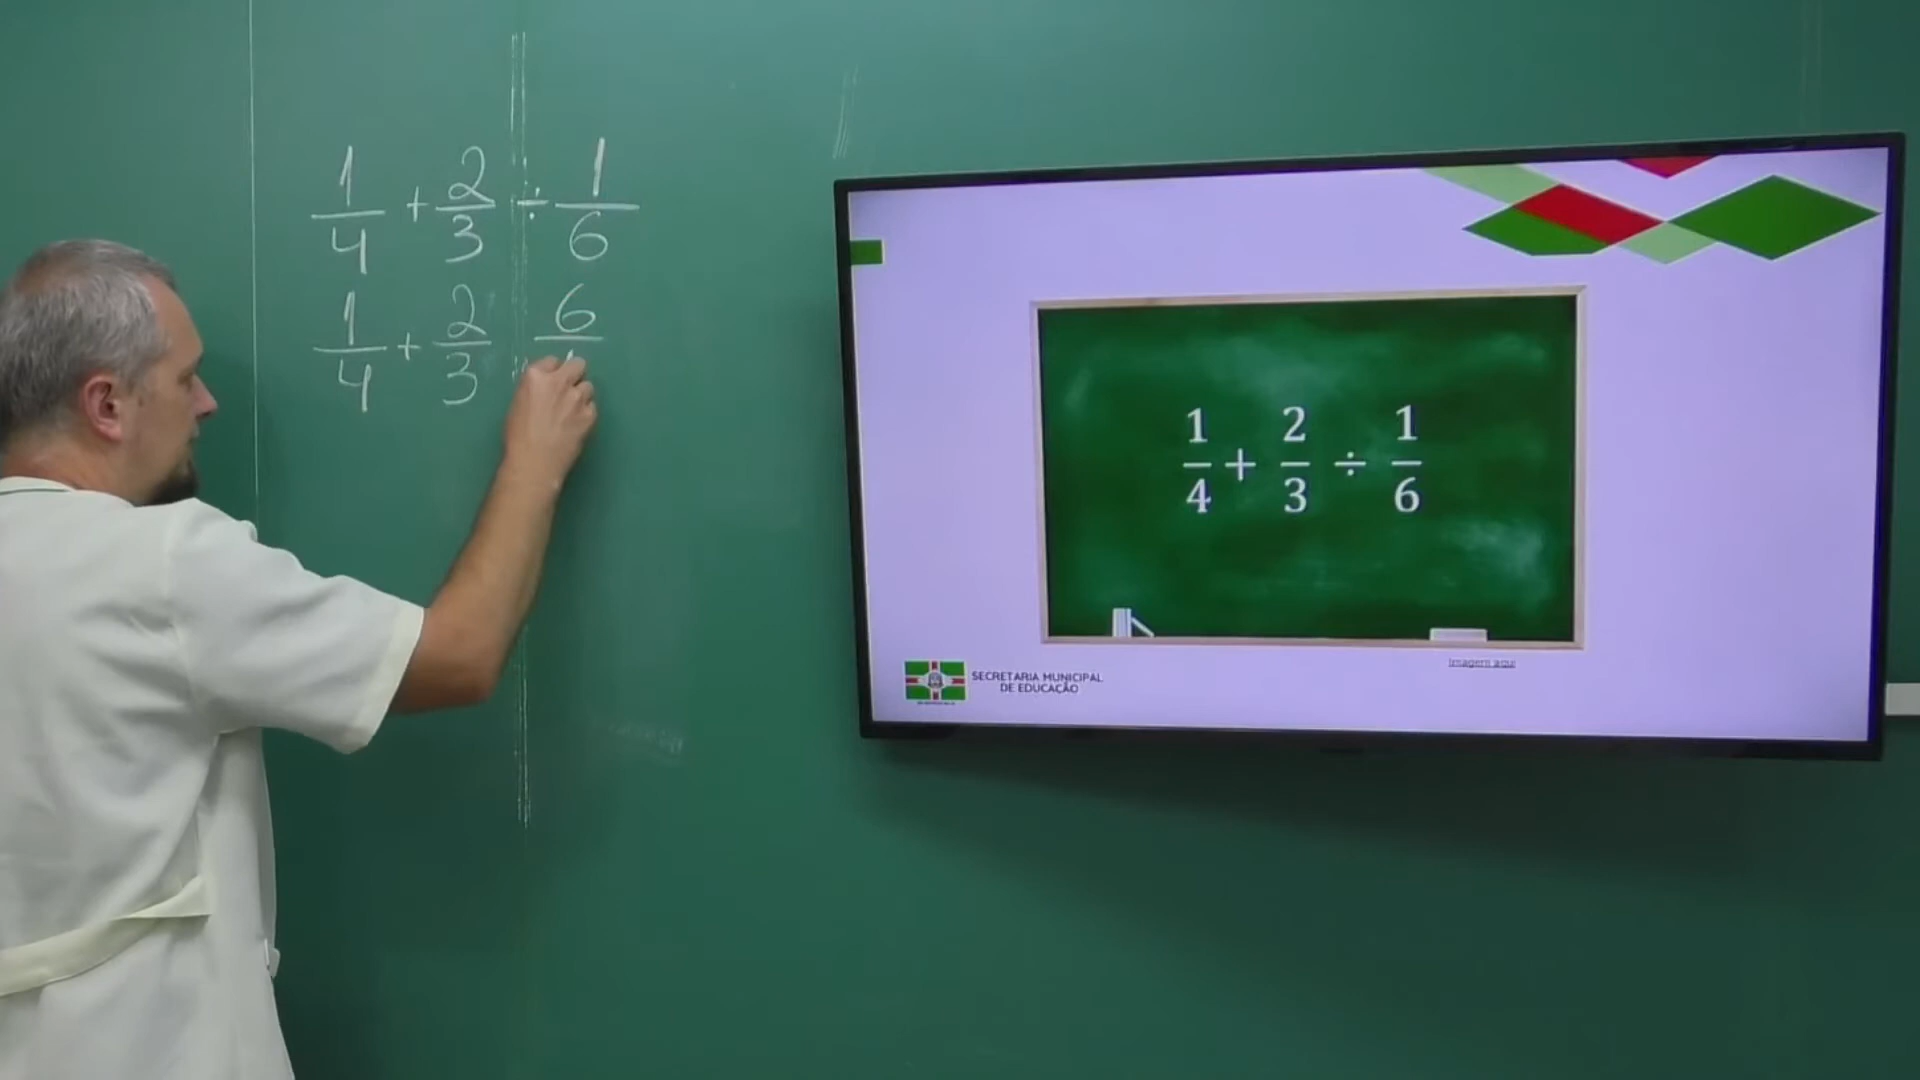 1/4 + 2/3 ÷ 1/6
1/4 + 2/3 6/
1/4 + 2/3 ÷ 1/6
Imagem aqui
SECRETARIA MUNICIPAL
DE EDUCAÇÃO